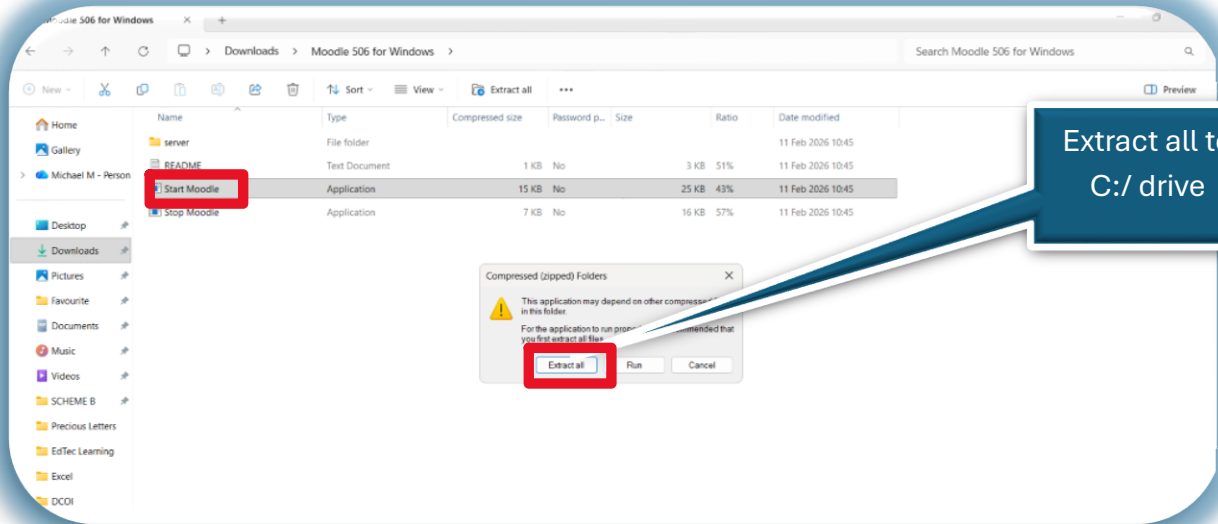 Moodle 506 for Windows
Downloads > Moodle 506 for Windows >
Search Moodle 506 for Windows
New
Sort
View
Extract all
Preview
Name Type Compressed size Password p... Size Ratio Date modified
server File folder 11 Feb 2026 10:45
README Text Document 1 KB No 3 KB 51% 11 Feb 2026 10:45
Start Moodle Application 15 KB No 25 KB 43% 11 Feb 2026 10:45
Stop Moodle Application 7 KB No 16 KB 57% 11 Feb 2026 10:45
Home
Gallery
Michael M - Person
Desktop
Downloads
Pictures
Favourite
Documents
Music
Videos
SCHEME B
Precious Letters
EdTec Learning
Excel
DCOI
Compressed (zipped) Folders
This application may depend on other compressed
in this folder.
For the application to run recommended that
you first extract all files
Extract all Run Cancel
Extract all to
C:/ drive